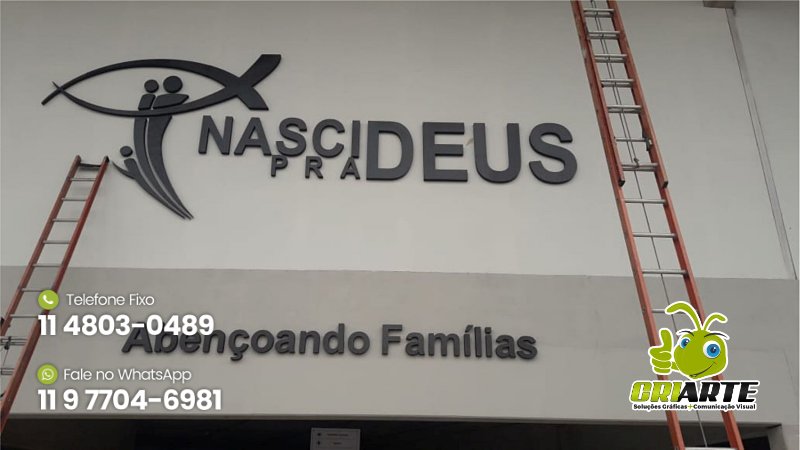 NASCI DEUS
PRA
Abençoando Famílias
Telefone Fixo
11 4803-0489
Fale no WhatsApp
11 9 7704-6981
CRIARTE
Soluções Gráficas+Comunicação Visual